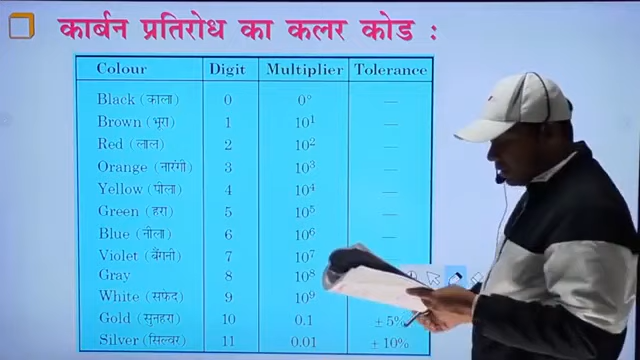 कार्बन प्रतिरोध का कलर कोड :
Colour Digit Multiplier Tolerance
Black (काला) 0 0° —
Brown (भूरा) 1 10¹ —
Red (लाल) 2 10² —
Orange (नारंगी) 3 10³ —
Yellow (पीला) 4 10⁴ —
Green (हरा) 5 10⁵ —
Blue (नीला) 6 10⁶ —
Violet (बैंगनी) 7 10⁷
Gray 8 10⁸
White (सफेद) 9 10⁹
Gold (सुनहरा) 10 0.1 ±5%
Silver (सिल्वर) 11 0.01 ±10%